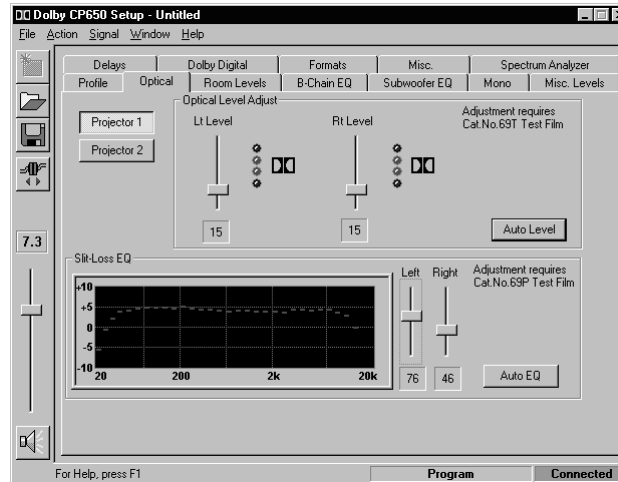 Dolby CP650 Setup - Untitled
File Action Signal Window Help
Delays Dolby Digital Formats Misc. Spectrum Analyzer
Profile Optical Room Levels B-Chain EQ Subwoofer EQ Mono Misc. Levels
Optical Level Adjust
Projector 1
Projector 2
Lt Level
Rt Level
Adjustment requires
Cat.No.69T Test Film
15
15
Auto Level
7.3
Slit-Loss EQ
+10
+5
0
-5
-10
20 200 2k 20k
Left Right
76 46
Adjustment requires
Cat.No.69P Test Film
Auto EQ
For Help, press F1
Program
Connected